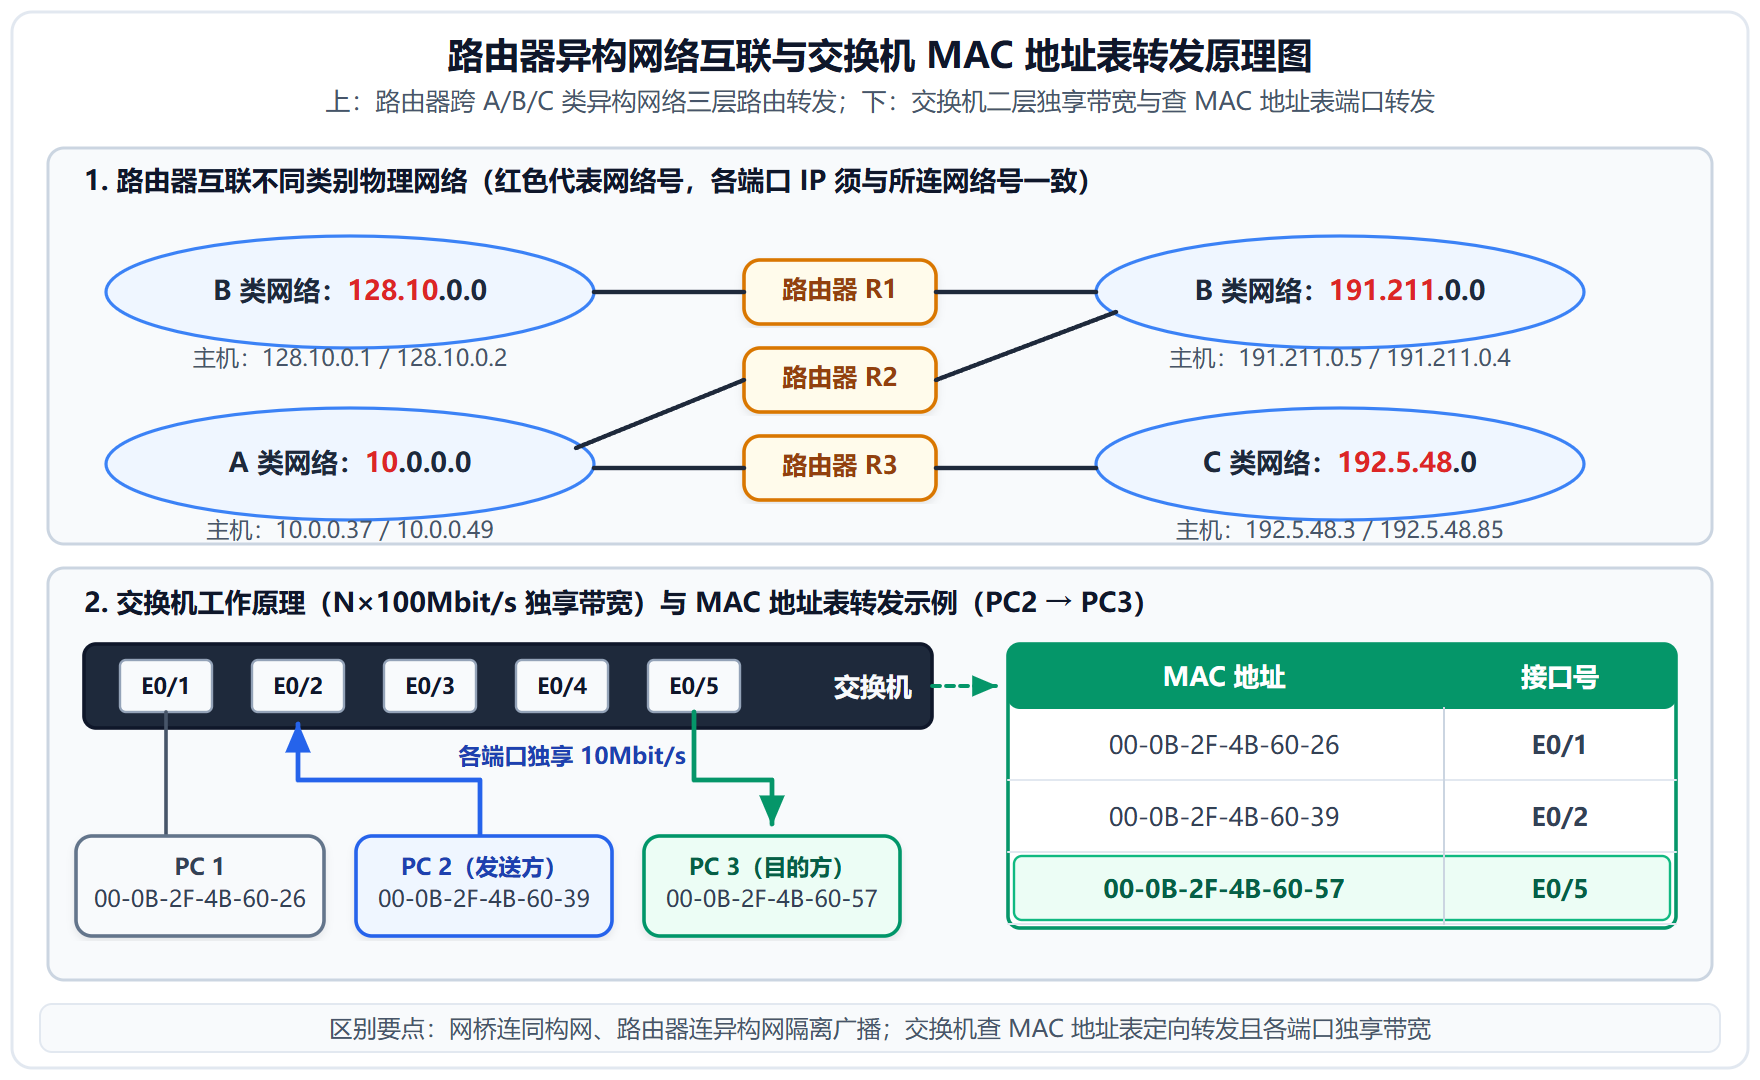 路由器异构网络互联与交换机 MAC 地址表转发原理图
上：路由器跨 A/B/C 类异构网络三层路由转发；下：交换机二层独享带宽与查 MAC 地址表端口转发
1. 路由器互联不同类别物理网络（红色代表网络号，各端口 IP 须与所连网络号一致）
B 类网络：128.10.0.0
路由器 R1
B 类网络：191.211.0.0
主机：128.10.0.1 / 128.10.0.2
主机：191.211.0.5 / 191.211.0.4
路由器 R2
A 类网络：10.0.0.0
路由器 R3
C 类网络：192.5.48.0
主机：10.0.0.37 / 10.0.0.49
主机：192.5.48.3 / 192.5.48.85
2. 交换机工作原理（N×100Mbit/s 独享带宽）与 MAC 地址表转发示例（PC2 → PC3）
E0/1
E0/2
E0/3
E0/4
E0/5
交换机
各端口独享 10Mbit/s
PC 1
00-0B-2F-4B-60-26
PC 2（发送方）
00-0B-2F-4B-60-39
PC 3（目的方）
00-0B-2F-4B-60-57
MAC 地址 接口号
00-0B-2F-4B-60-26 E0/1
00-0B-2F-4B-60-39 E0/2
00-0B-2F-4B-60-57 E0/5
区别要点：网桥连同构网、路由器连异构网隔离广播；交换机查 MAC 地址表定向转发且各端口独享带宽